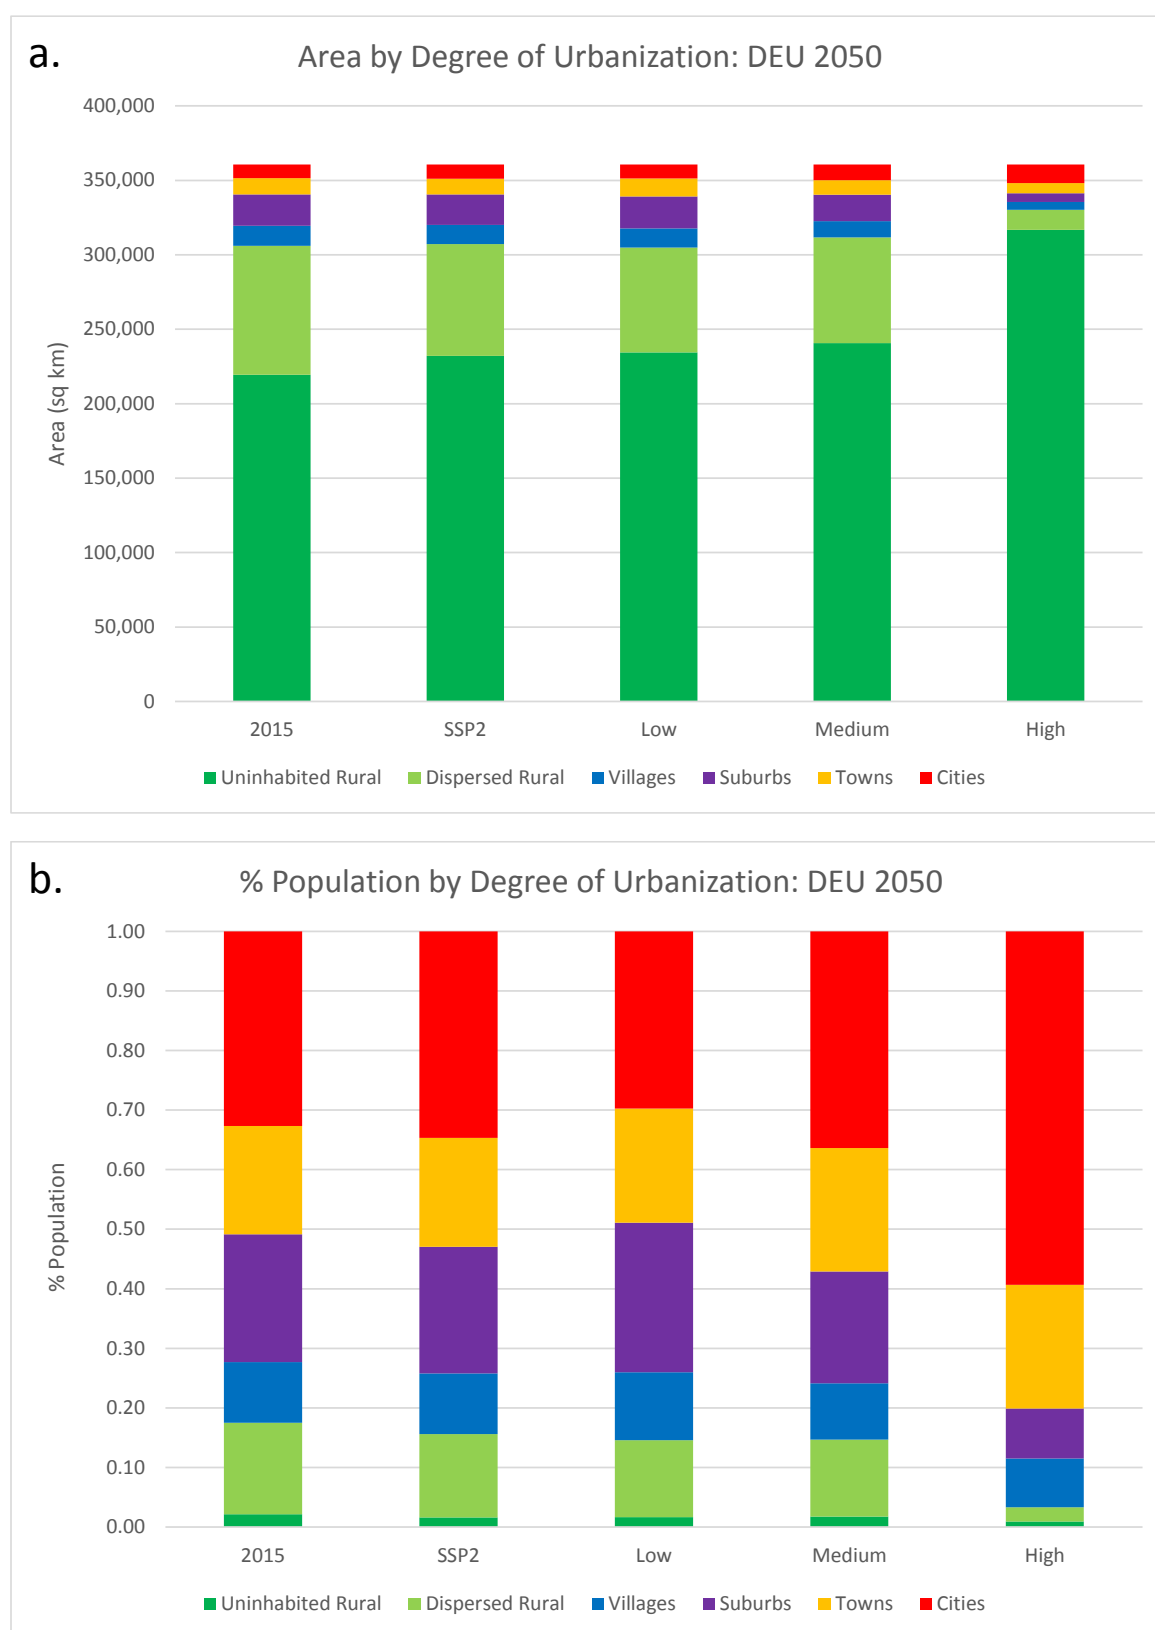 a.
Area by Degree of Urbanization: DEU 2050
400,000
350,000
300,000
250,000
200,000
150,000
100,000
50,000
0
Area (sq km)
2015 SSP2 Low Medium High
Uninhabited Rural Dispersed Rural Villages Suburbs Towns Cities
b.
% Population by Degree of Urbanization: DEU 2050
1.00
0.90
0.80
0.70
0.60
0.50
0.40
0.30
0.20
0.10
0.00
% Population
2015 SSP2 Low Medium High
Uninhabited Rural Dispersed Rural Villages Suburbs Towns Cities